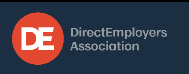 DE
DirectEmployers
Association